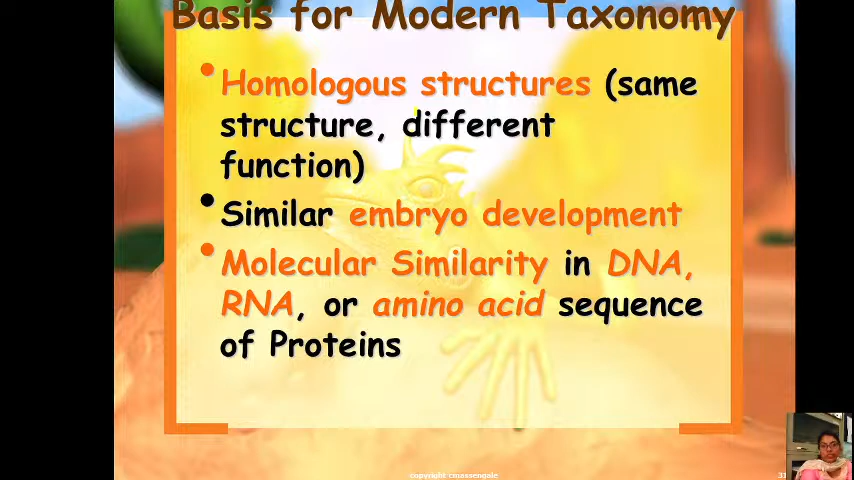 Basis for Modern Taxonomy
•Homologous structures (same
structure, different
function)
•Similar embryo development
•Molecular Similarity in DNA,
RNA, or amino acid sequence
of Proteins
copyright cmassengale